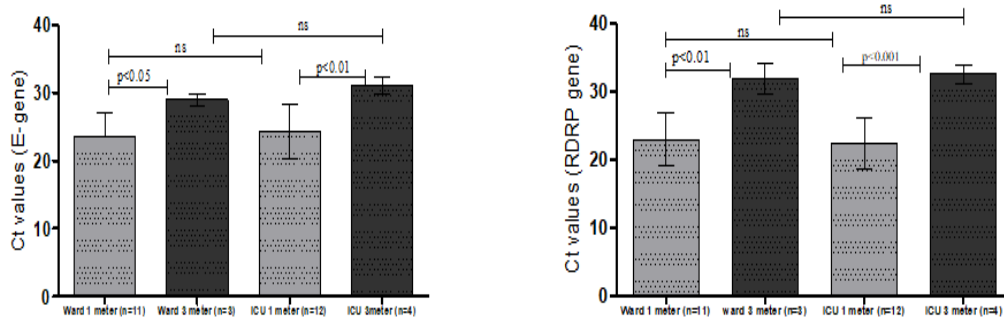 40
30
20
10
0
Ct values (E-gene)
ns
ns
p<0.05
p<0.01
Ward 1 meter (n=11)
Ward 3 meter (n=3)
ICU 1 meter (n=12)
ICU 3meter (n=4)
40
30
20
10
0
Ct values (RDRP gene)
ns
ns
p<0.01
p<0.001
Ward 1 meter (n=11)
ward 3 meter (n=3)
ICU 1 meter (n=12)
ICU 3 meter (n=4)